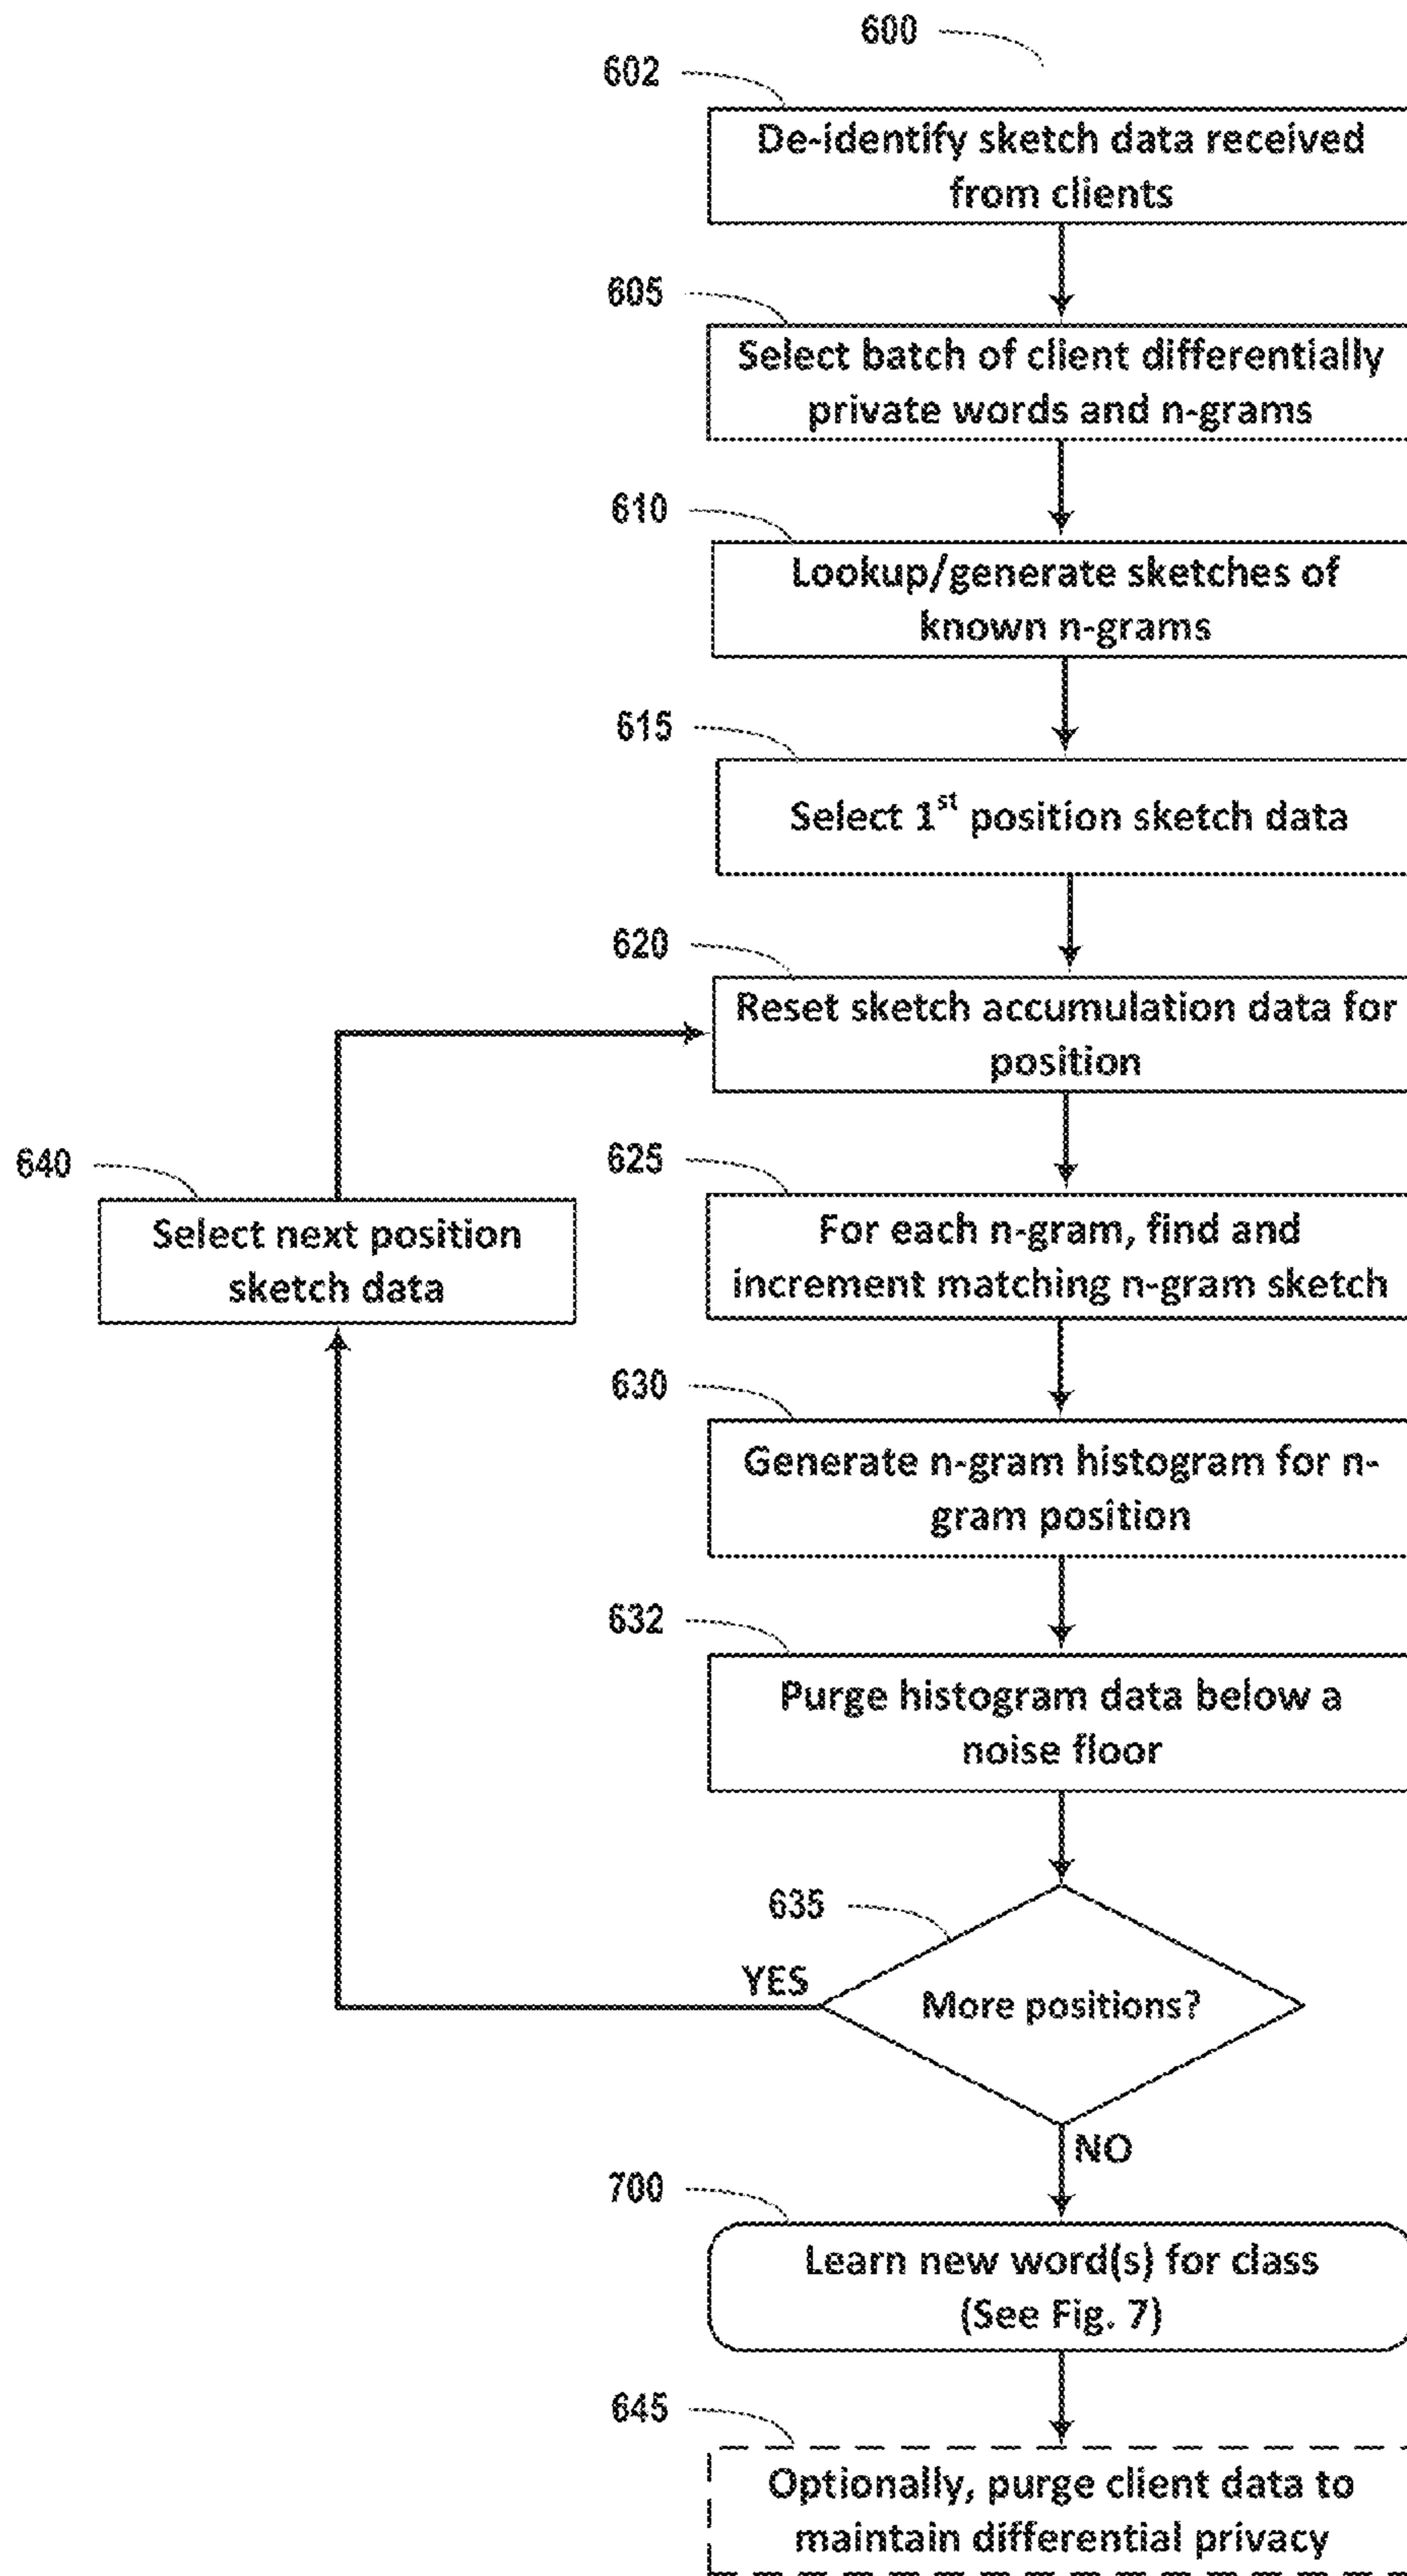 600
602
De-identify sketch data received
from clients
605
Select batch of client differentially
private words and n-grams
610
Lookup/generate sketches of
known n-grams
615
Select 1st position sketch data
620
Reset sketch accumulation data for
position
640
Select next position
sketch data
625
For each n-gram, find and
increment matching n-gram sketch
630
Generate n-gram histogram for n-
gram position
632
Purge histogram data below a
noise floor
635
More positions?
YES
NO
700
Learn new word(s) for class
(See Fig. 7)
645
Optionally, purge client data to
maintain differential privacy